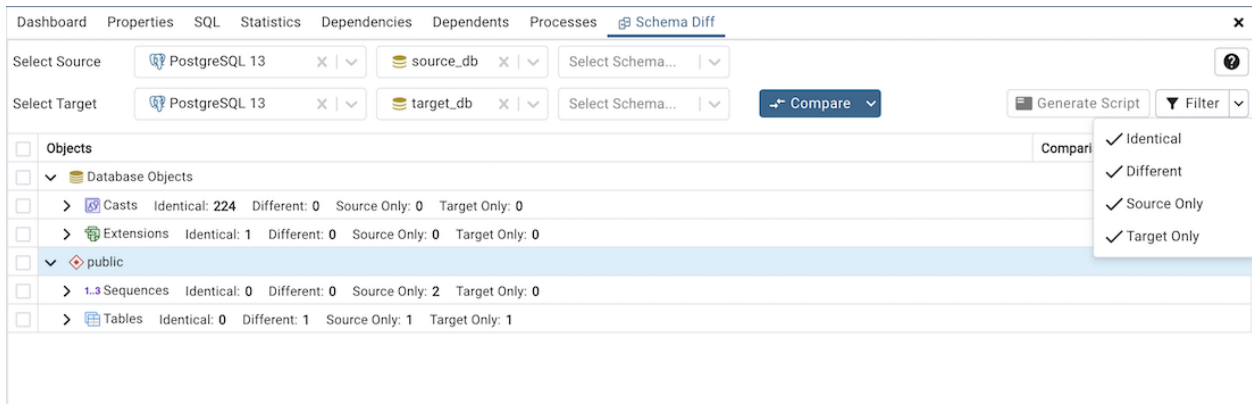 Dashboard Properties SQL Statistics Dependencies Dependents Processes Schema Diff
Select Source PostgreSQL 13 source_db Select Schema...
Select Target PostgreSQL 13 target_db Select Schema... Compare Generate Script Filter
Identical
Different
Source Only
Target Only
Objects Compari
Database Objects
Casts Identical: 224 Different: 0 Source Only: 0 Target Only: 0
Extensions Identical: 1 Different: 0 Source Only: 0 Target Only: 0
public
1..3 Sequences Identical: 0 Different: 0 Source Only: 2 Target Only: 0
Tables Identical: 0 Different: 1 Source Only: 1 Target Only: 1